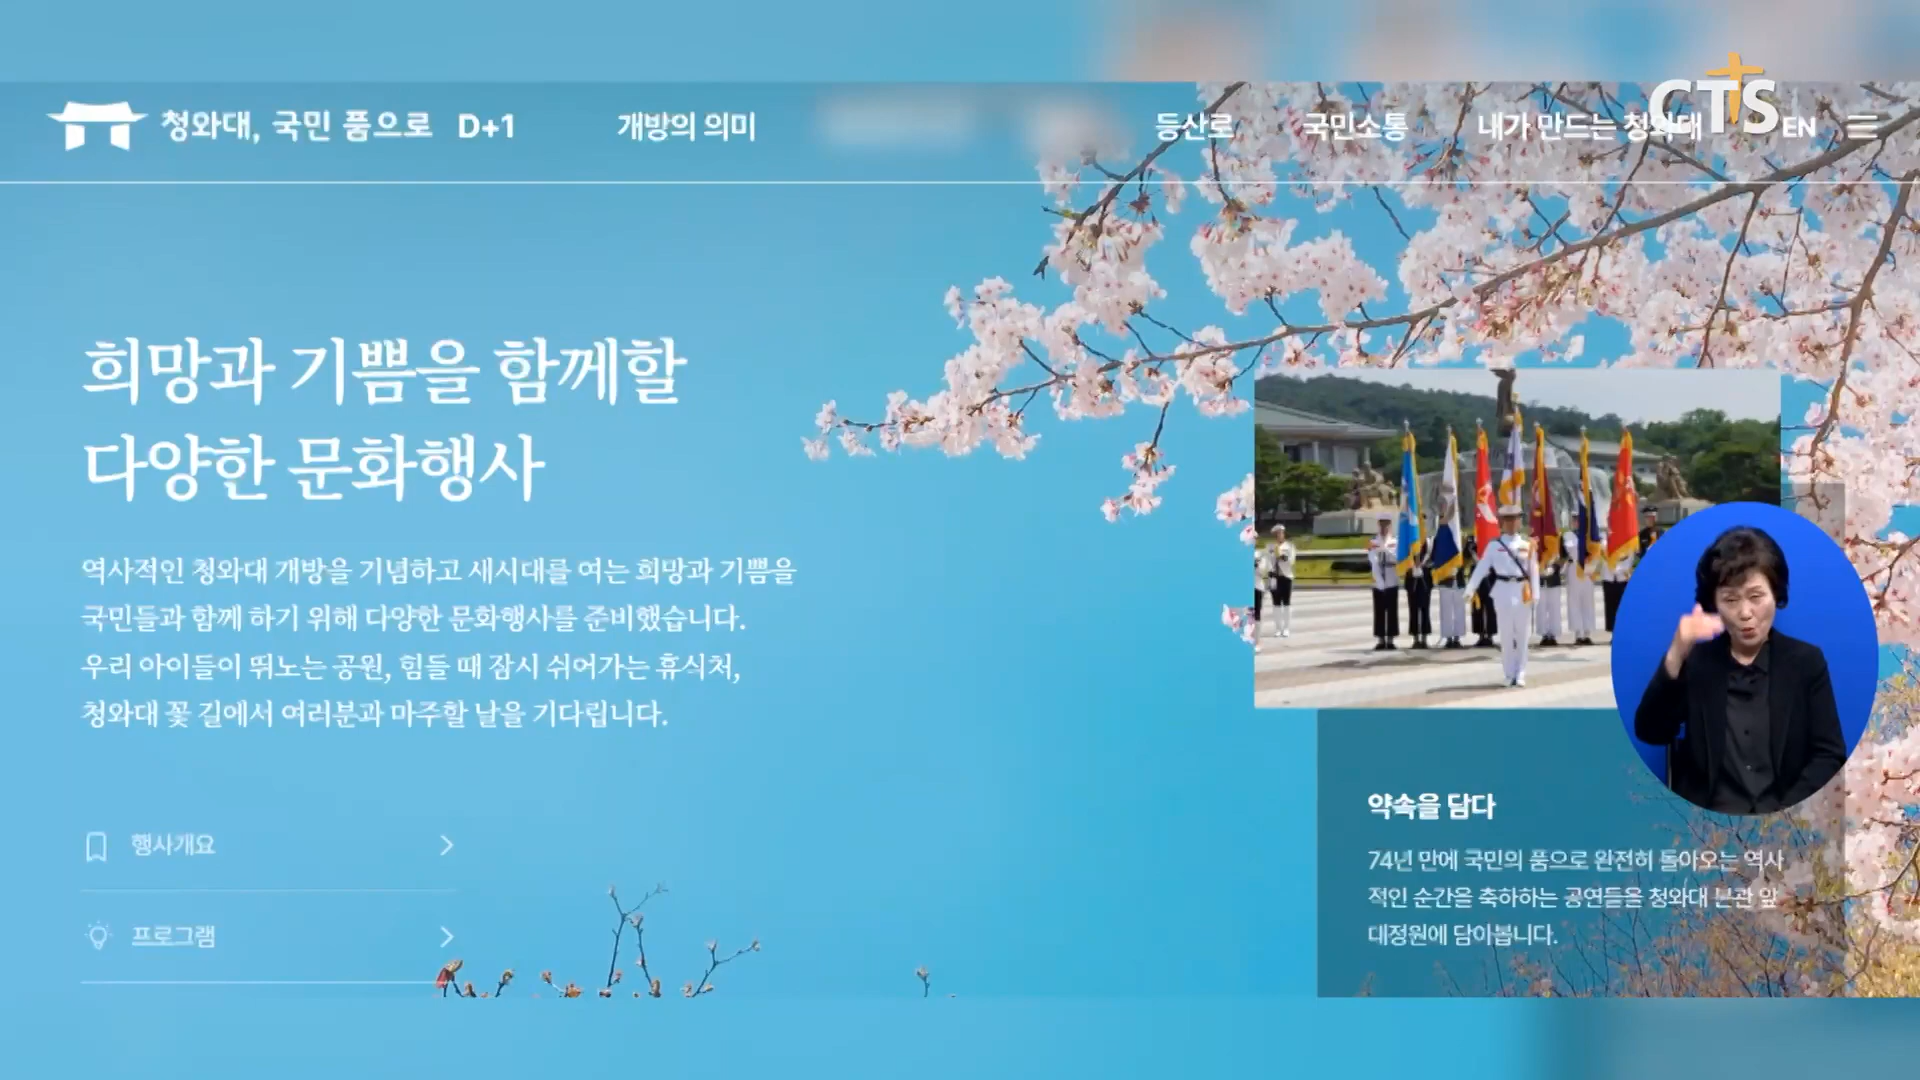 CTS
청와대, 국민 품으로 D+1
개방의 의미
등산로
국민소통
내가 만드는 청와대
EN
희망과 기쁨을 함께할
다양한 문화행사
역사적인 청와대 개방을 기념하고 새시대를 여는 희망과 기쁨을
국민들과 함께 하기 위해 다양한 문화행사를 준비했습니다.
우리 아이들이 뛰노는 공원, 힘들 때 잠시 쉬어가는 휴식처,
청와대 꽃 길에서 여러분과 마주할 날을 기다립니다.
행사개요
프로그램
약속을 담다
74년 만에 국민의 품으로 완전히 돌아오는 역사
적인 순간을 축하하는 공연들을 청와대 본관 앞
대정원에 담아봅니다.